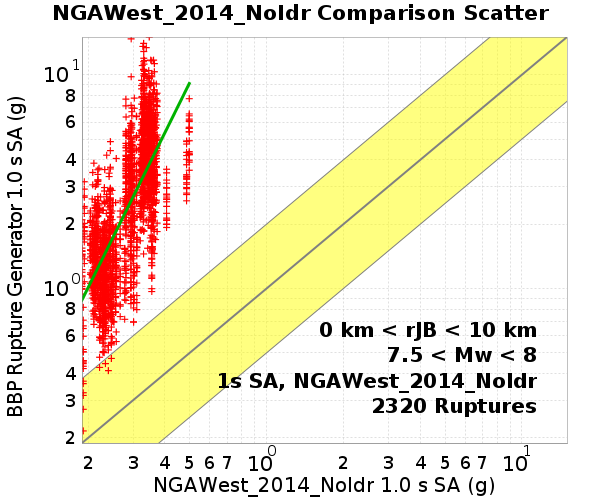 NGAWest_2014_NoIdr Comparison Scatter
BBP Rupture Generator 1.0 s SA (g)
10^1
8
6
4
3
2
10^0
8
6
4
3
2
0 km < rJB < 10 km
7.5 < Mw < 8
1s SA, NGAWest_2014_NoIdr
2320 Ruptures
2 3 4 5 6 7 10^0 2 3 4 5 6 7 10^1
NGAWest_2014_NoIdr 1.0 s SA (g)